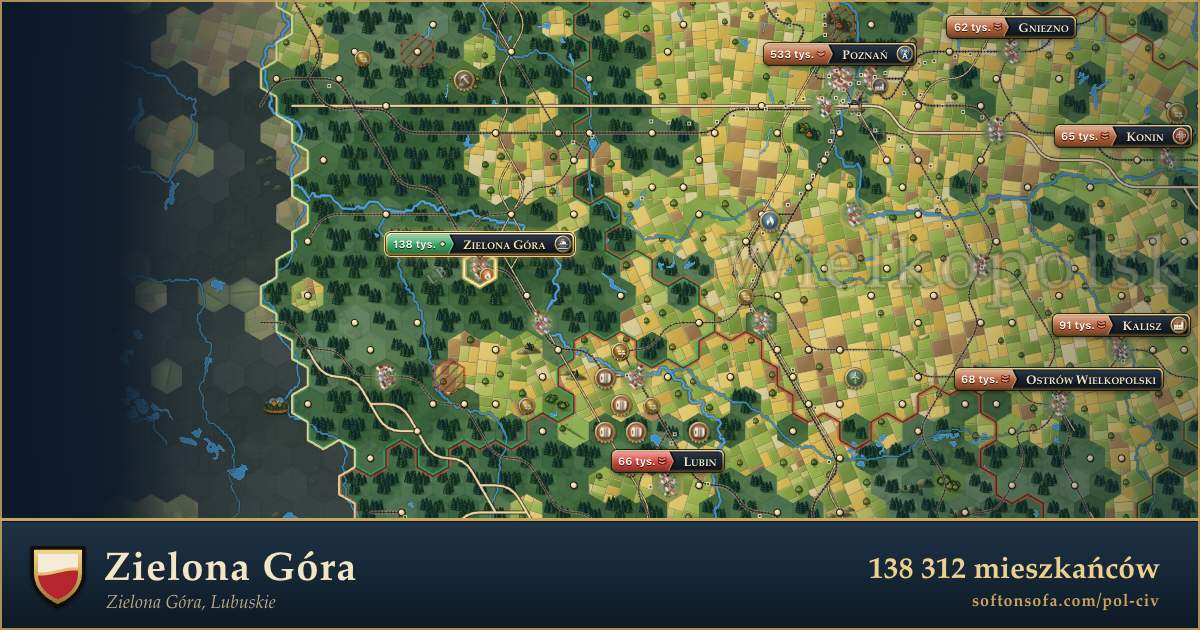 62 tys. GNIEZNO
533 tys. POZNAŃ
65 tys. KONIN
138 tys. ZIELONA GÓRA
Wielkopolsk
91 tys. KALISZ
68 tys. OSTRÓW WIELKOPOLSKI
66 tys. LUBIN
Zielona Góra
138 312 mieszkańców
Zielona Góra, Lubuskie
softonsofa.com/pol-civ